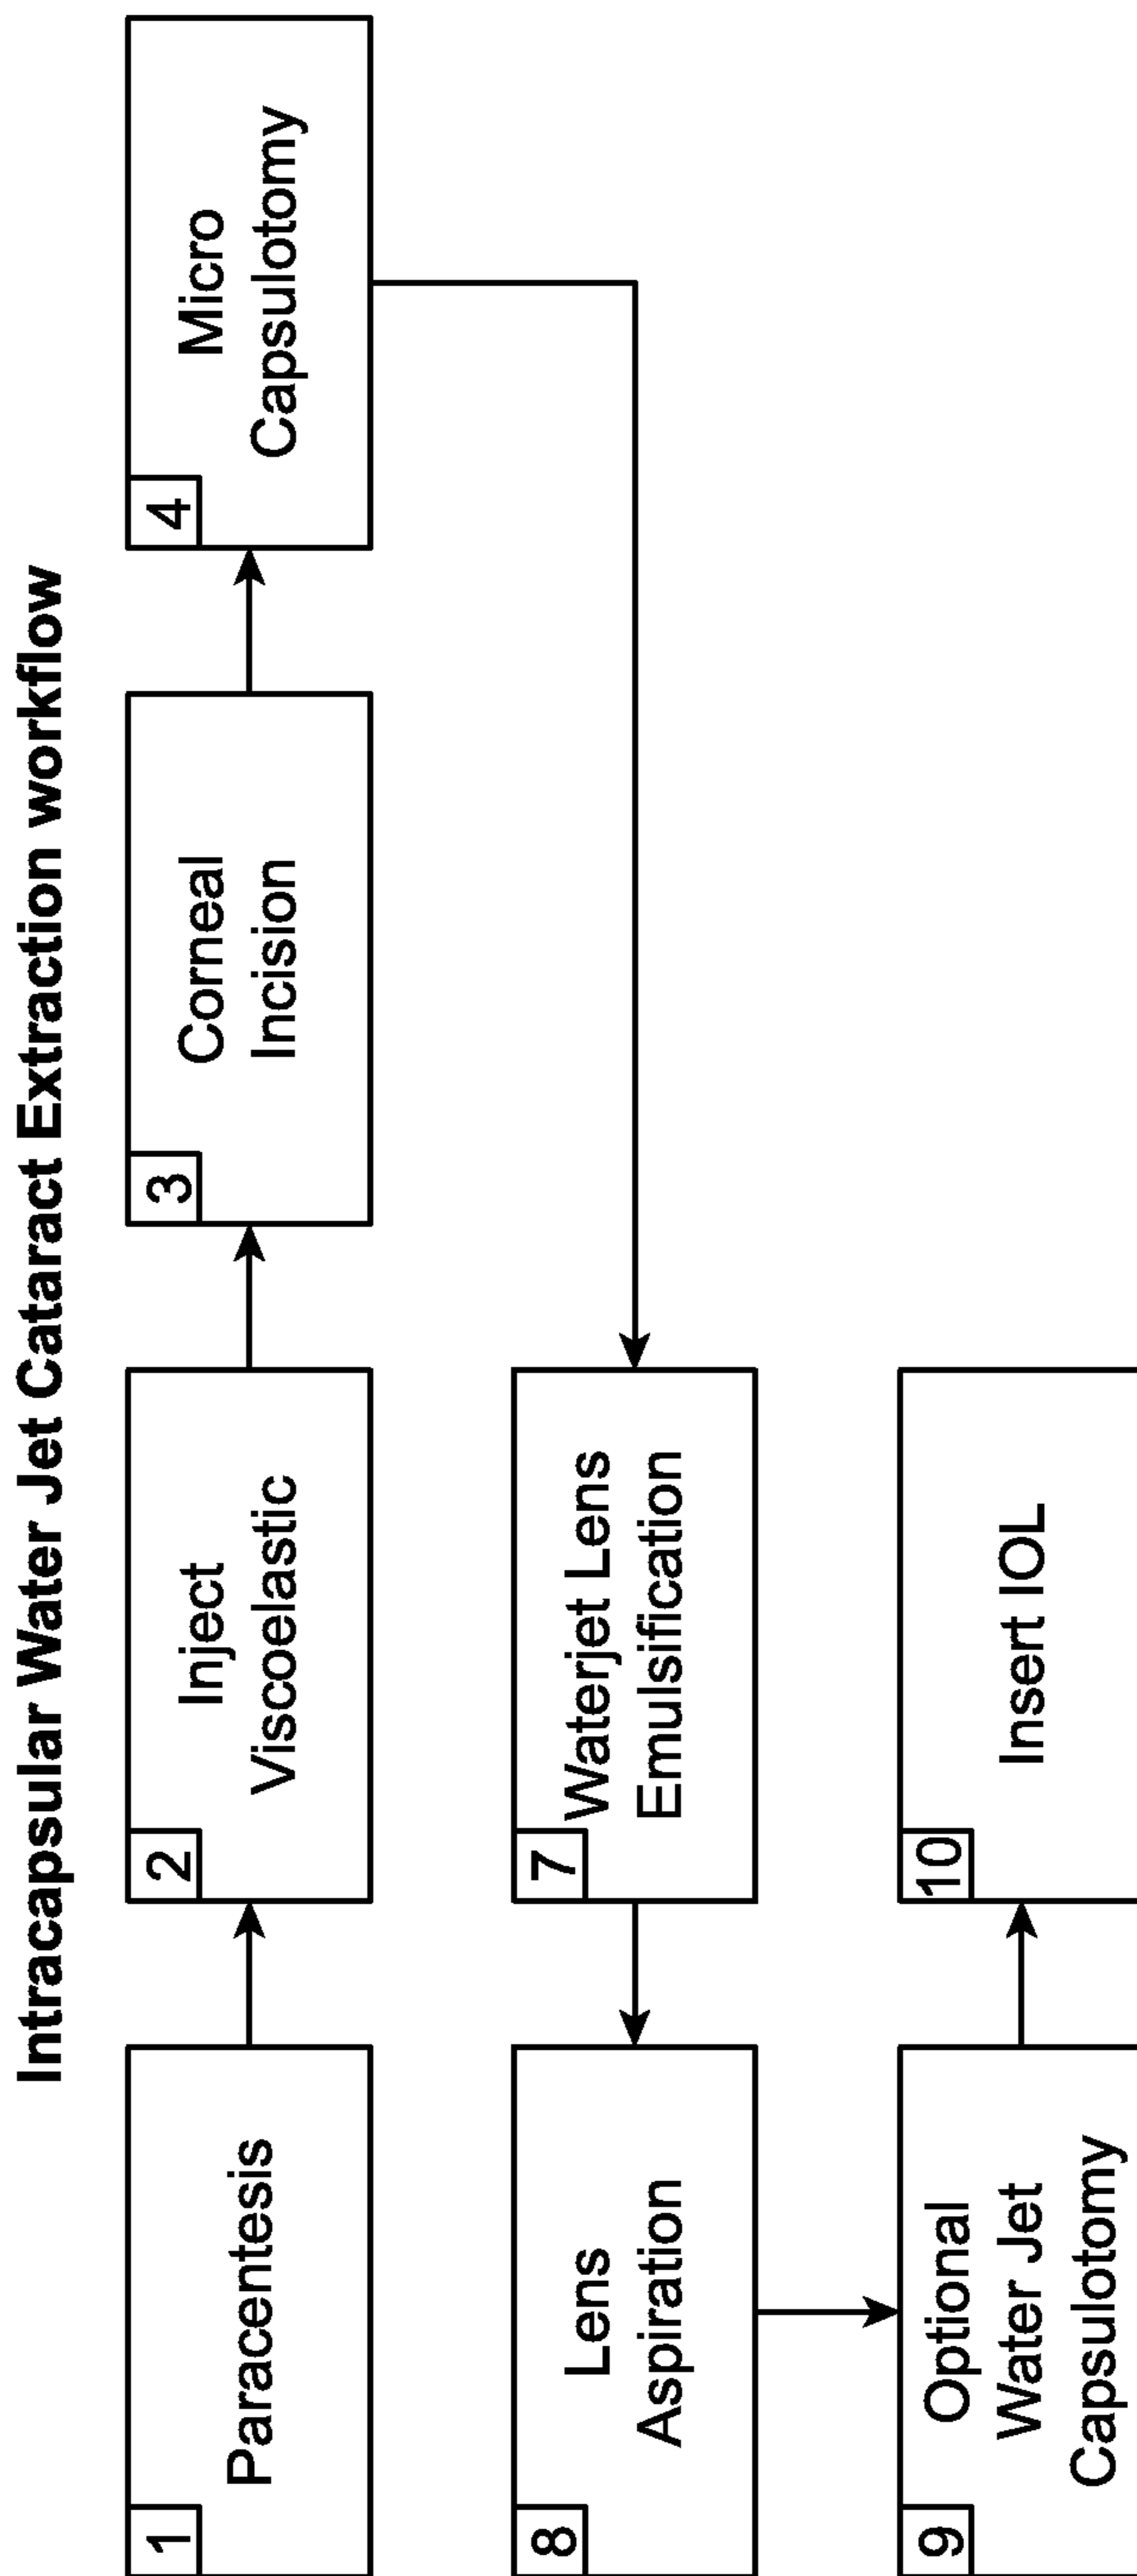 Intracapsular Water Jet Cataract Extraction workflow
1
Paracentesis
2
Inject
Viscoelastic
3
Corneal
Incision
4
Micro
Capsulotomy
7
Waterjet Lens
Emulsification
8
Lens
Aspiration
9
Optional
Water Jet
Capsulotomy
10
Insert IOL